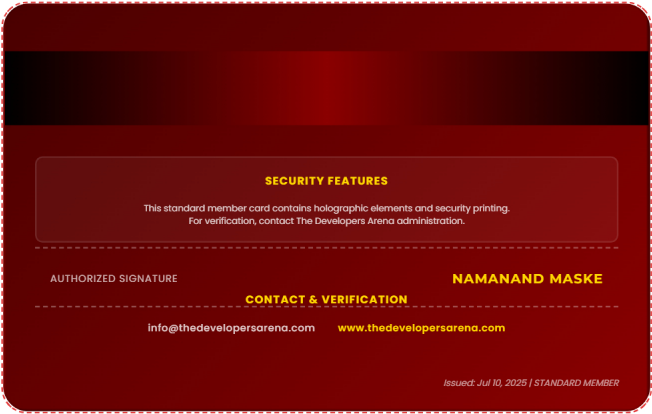 SECURITY FEATURES
This standard member card contains holographic elements and security printing.
For verification, contact The Developers Arena administration.
AUTHORIZED SIGNATURE
NAMANAND MASKE
CONTACT & VERIFICATION
info@thedevelopersarena.com www.thedevelopersarena.com
Issued: Jul 10, 2025 | STANDARD MEMBER